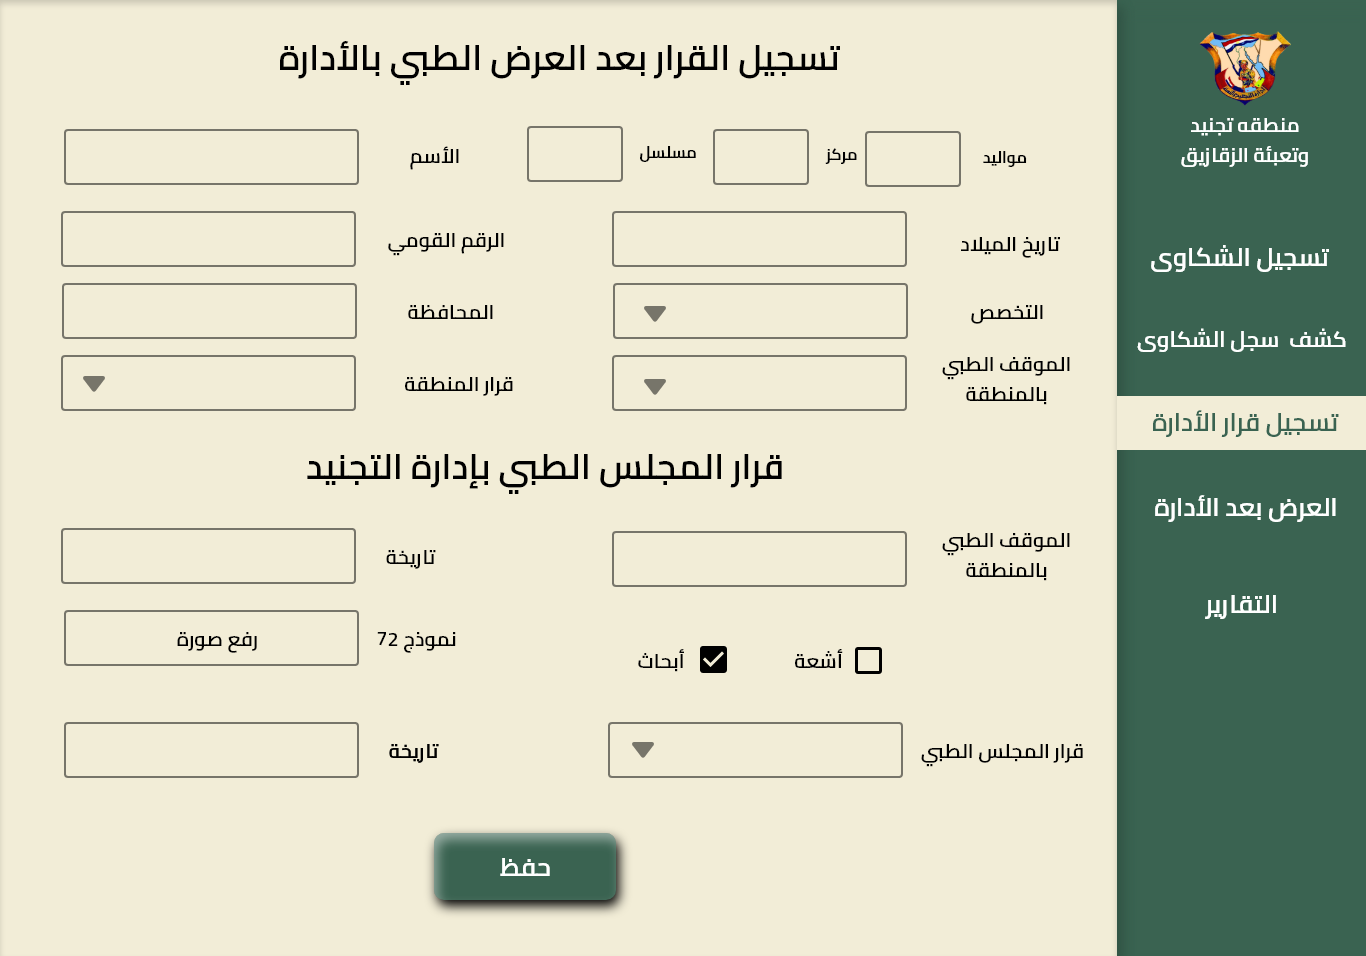 منطقه تجنيد
وتعبئة الزقازيق
تسجيل الشكاوى
كشف سجل الشكاوى
تسجيل قرار الأدارة
العرض بعد الأدارة
التقارير
تسجيل القرار بعد العرض الطبي بالأدارة
مواليد مركز مسلسل الأسم
تاريخ الميلاد الرقم القومي
التخصص المحافظة
الموقف الطبي
بالمنطقة
قرار المنطقة
قرار المجلس الطبي بإدارة التجنيد
الموقف الطبي
بالمنطقة
تاريخة
أشعة أبحاث
نموذج 72 رفع صورة
قرار المجلس الطبي تاريخة
حفظ